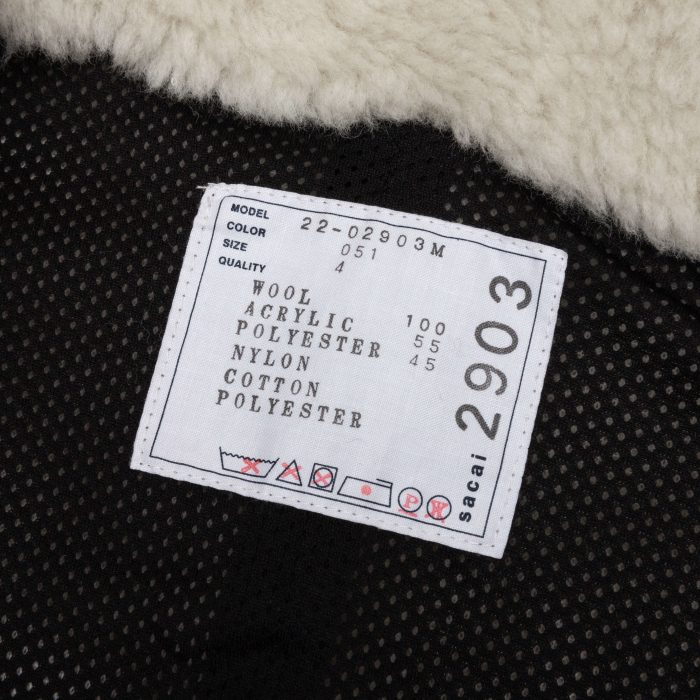 MODEL 22-02903M
COLOR 051
SIZE 4
QUALITY
WOOL 100
ACRYLIC 55
POLYESTER 45
NYLON
COTTON
POLYESTER
P W
sacai 2903